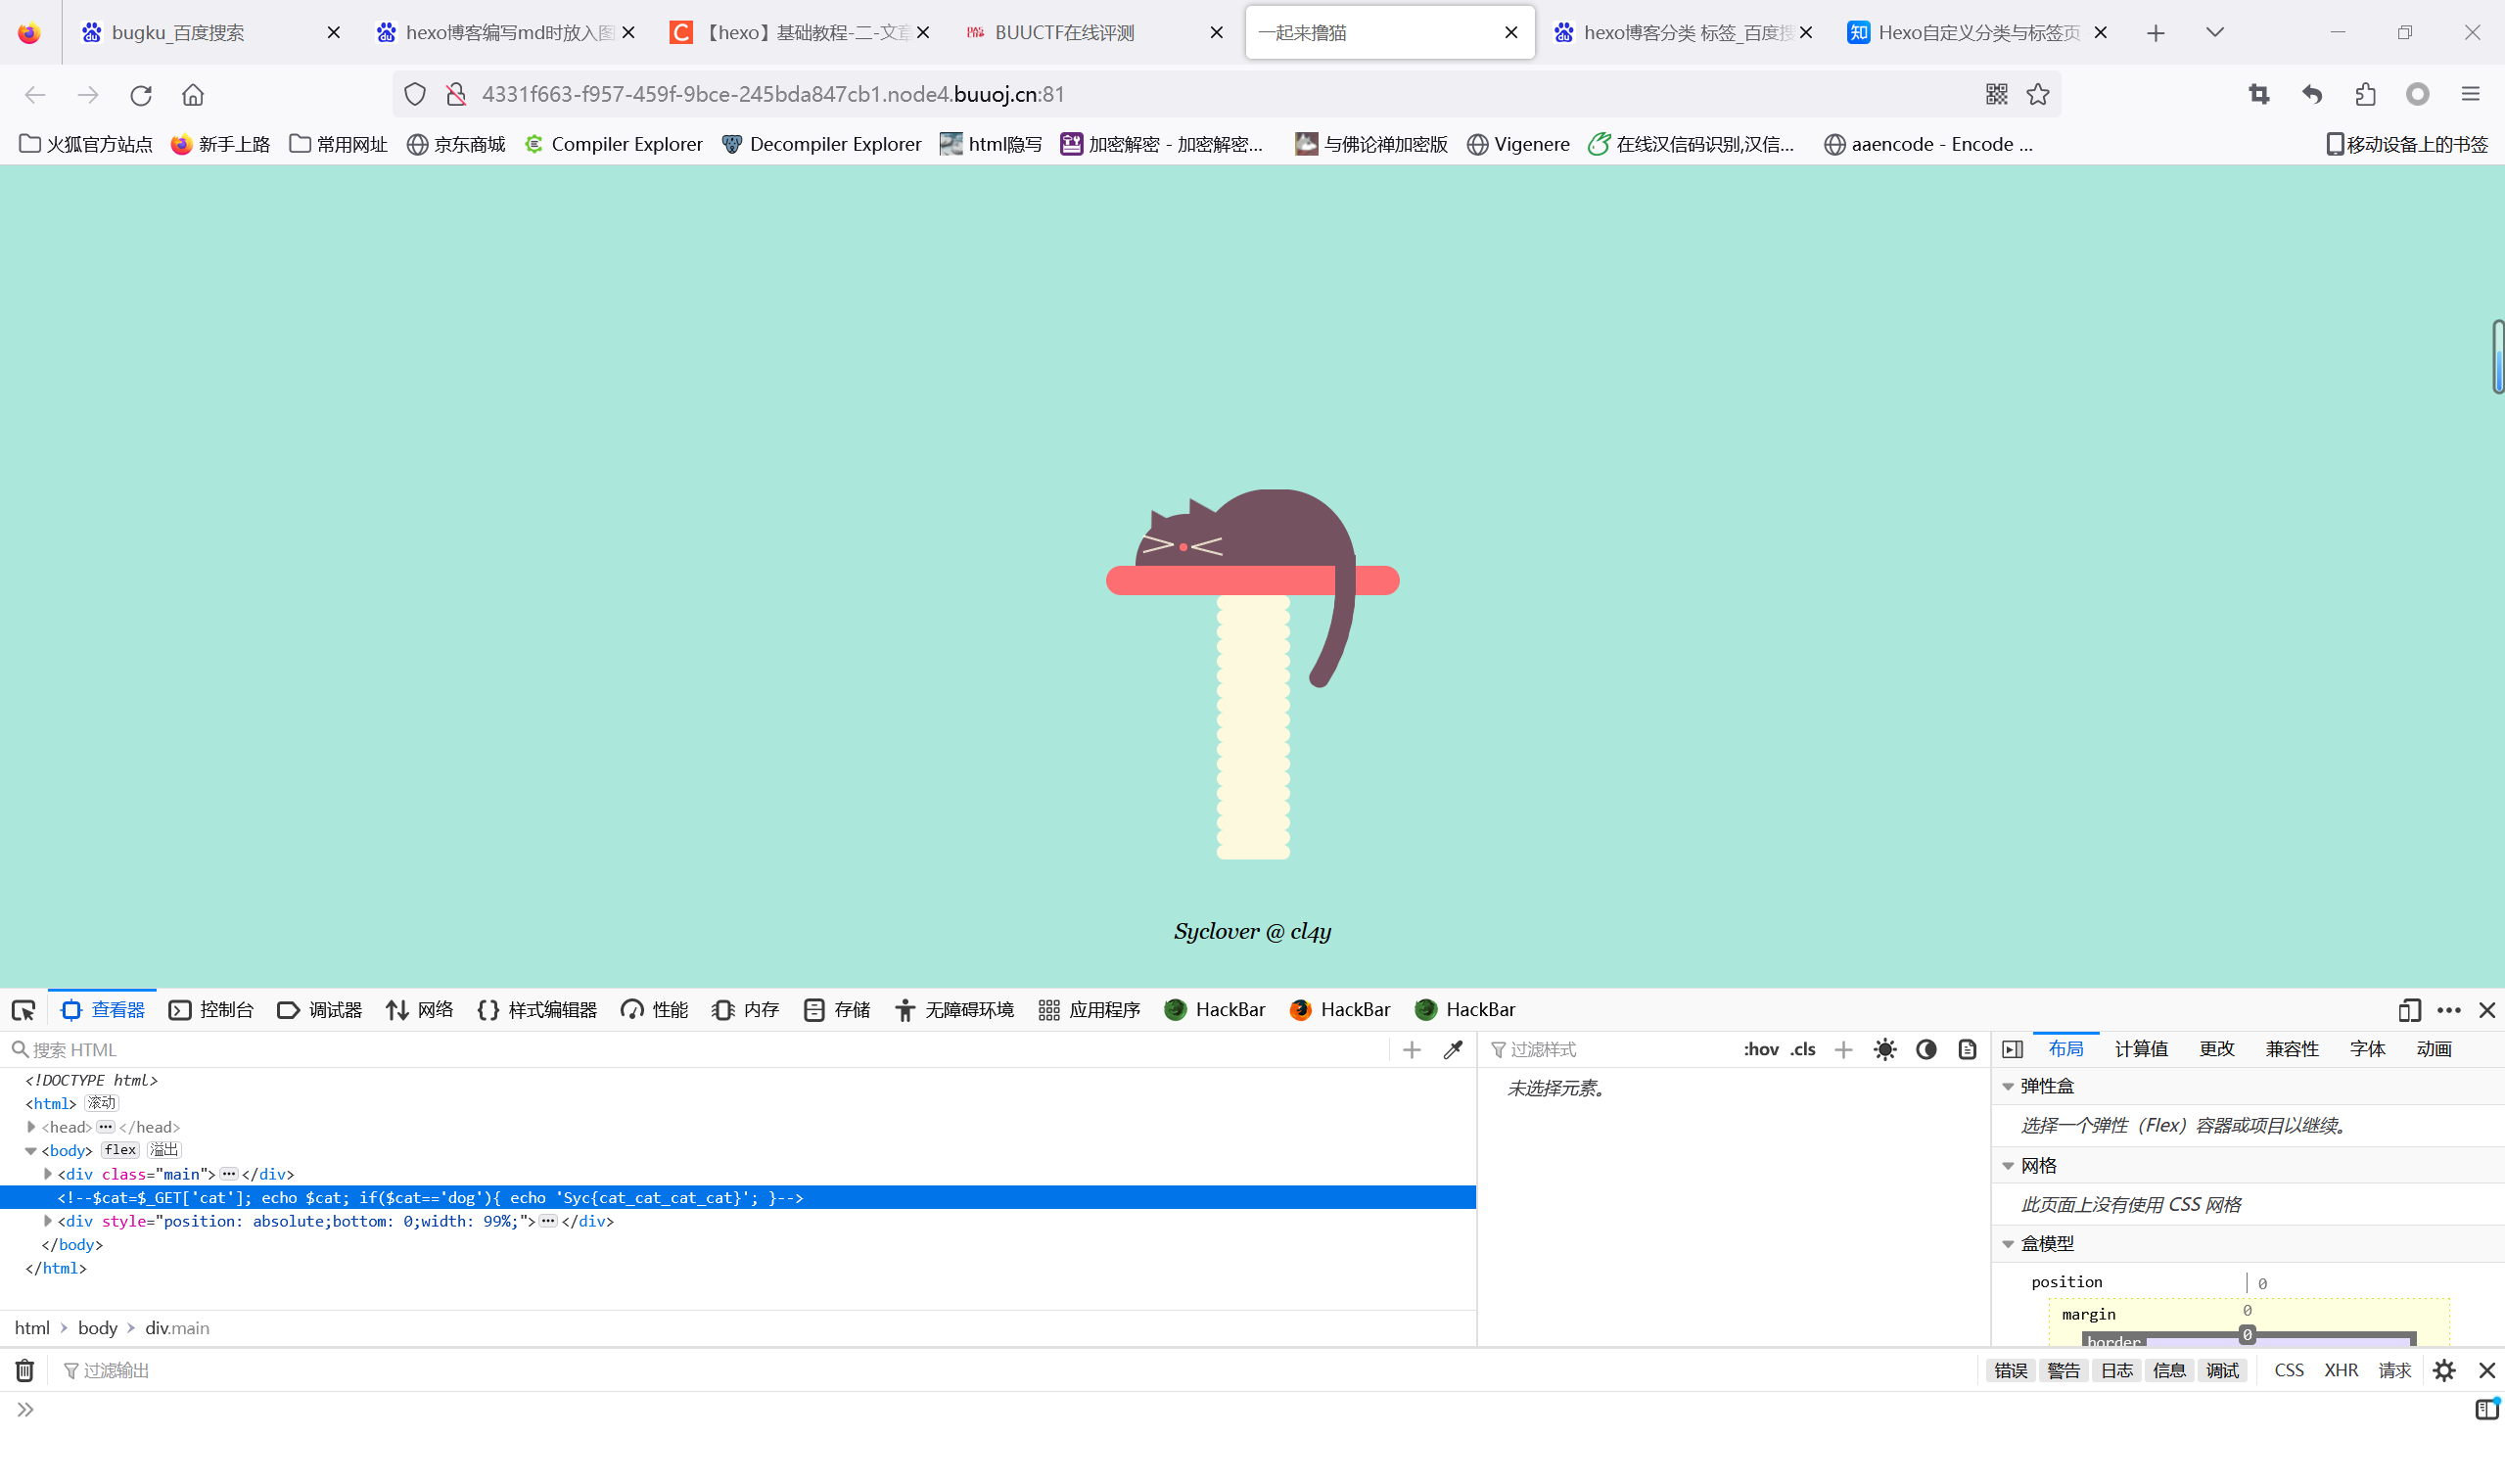 bugku_百度搜索
hexo博客编写md时放入图
【hexo】基础教程-二-文章
BUUCTF在线评测
一起来撸猫
hexo博客分类 标签_百度搜
Hexo自定义分类与标签页
4331f663-f957-459f-9bce-245bda847cb1.node4.buuoj.cn:81
火狐官方站点 新手上路 常用网址 京东商城 Compiler Explorer Decompiler Explorer html隐写 加密解密 - 加密解密... 与佛论禅加密版 Vigenere 在线汉信码识别,汉信... aaencode - Encode ... 移动设备上的书签
Syclover @ cl4y
查看器 控制台 调试器 网络 样式编辑器 性能 内存 存储 无障碍环境 应用程序 HackBar HackBar HackBar
搜索 HTML
<!DOCTYPE html>
<html> 滚动
<head> ••• </head>
<body> flex 溢出
<div class="main"> ••• </div>
<!--$cat=$_GET['cat']; echo $cat; if($cat=='dog'){ echo 'Syc{cat_cat_cat_cat}'; }-->
<div style="position: absolute;bottom: 0;width: 99%;"> ••• </div>
</body>
</html>
html > body > div.main
过滤样式 :hov .cls
未选择元素。
布局 计算值 更改 兼容性 字体 动画
弹性盒
选择一个弹性（Flex）容器或项目以继续。
网格
此页面上没有使用 CSS 网格
盒模型
position 0
margin 0
border 0
过滤输出
错误 警告 日志 信息 调试 CSS XHR 请求